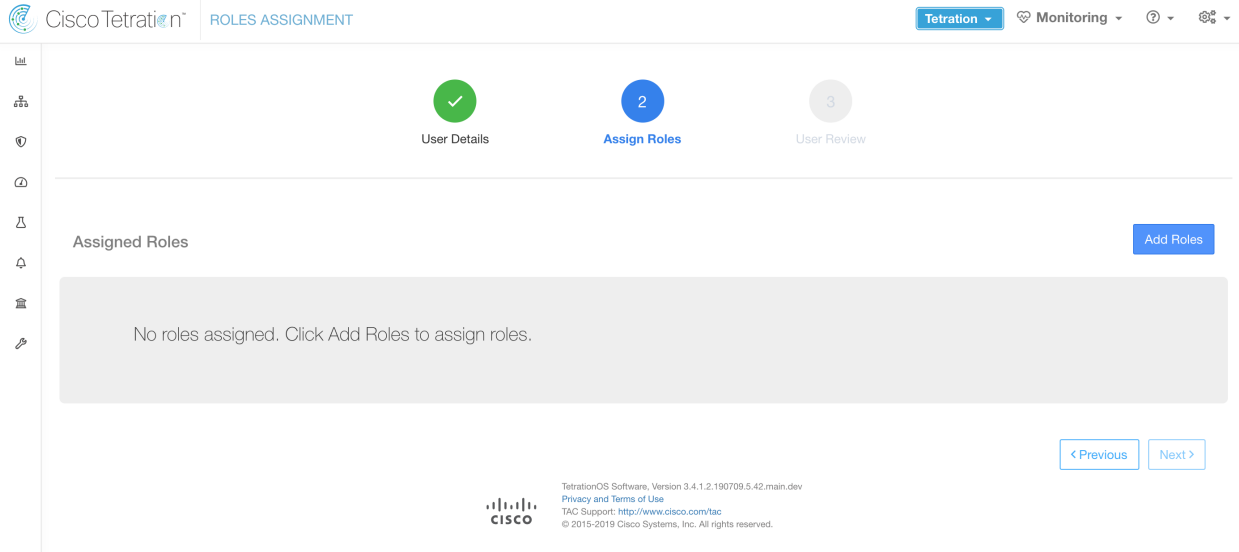 Cisco Tetration™ ROLES ASSIGNMENT Tetration Monitoring ?
2 3
User Details Assign Roles User Review
Assigned Roles Add Roles
No roles assigned. Click Add Roles to assign roles.
< Previous Next >
TetrationOS Software, Version 3.4.1.2.190709.5.42.main.dev
Privacy and Terms of Use
TAC Support: http://www.cisco.com/tac
© 2015-2019 Cisco Systems, Inc. All rights reserved.
CISCO